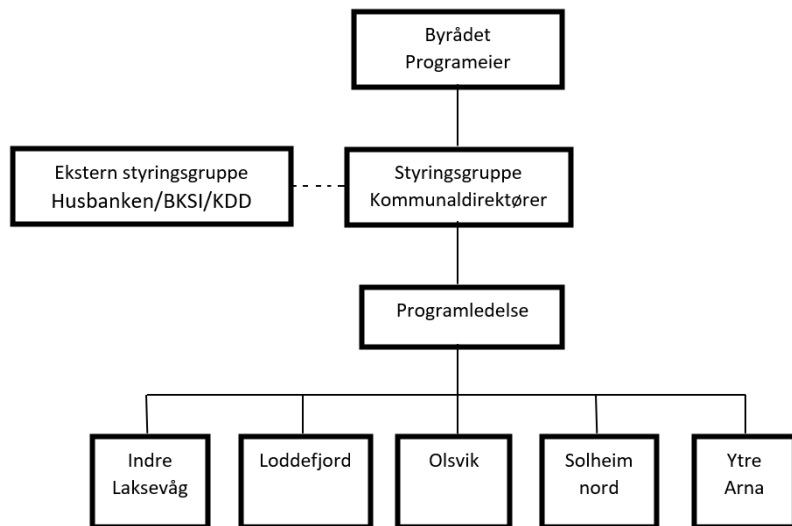 Byrådet
Programeier
Ekstern styringsgruppe
Husbanken/BKSI/KDD
Styringsgruppe
Kommunaldirektører
Programledelse
Indre
Laksevåg
Loddefjord
Olsvik
Solheim
nord
Ytre
Arna